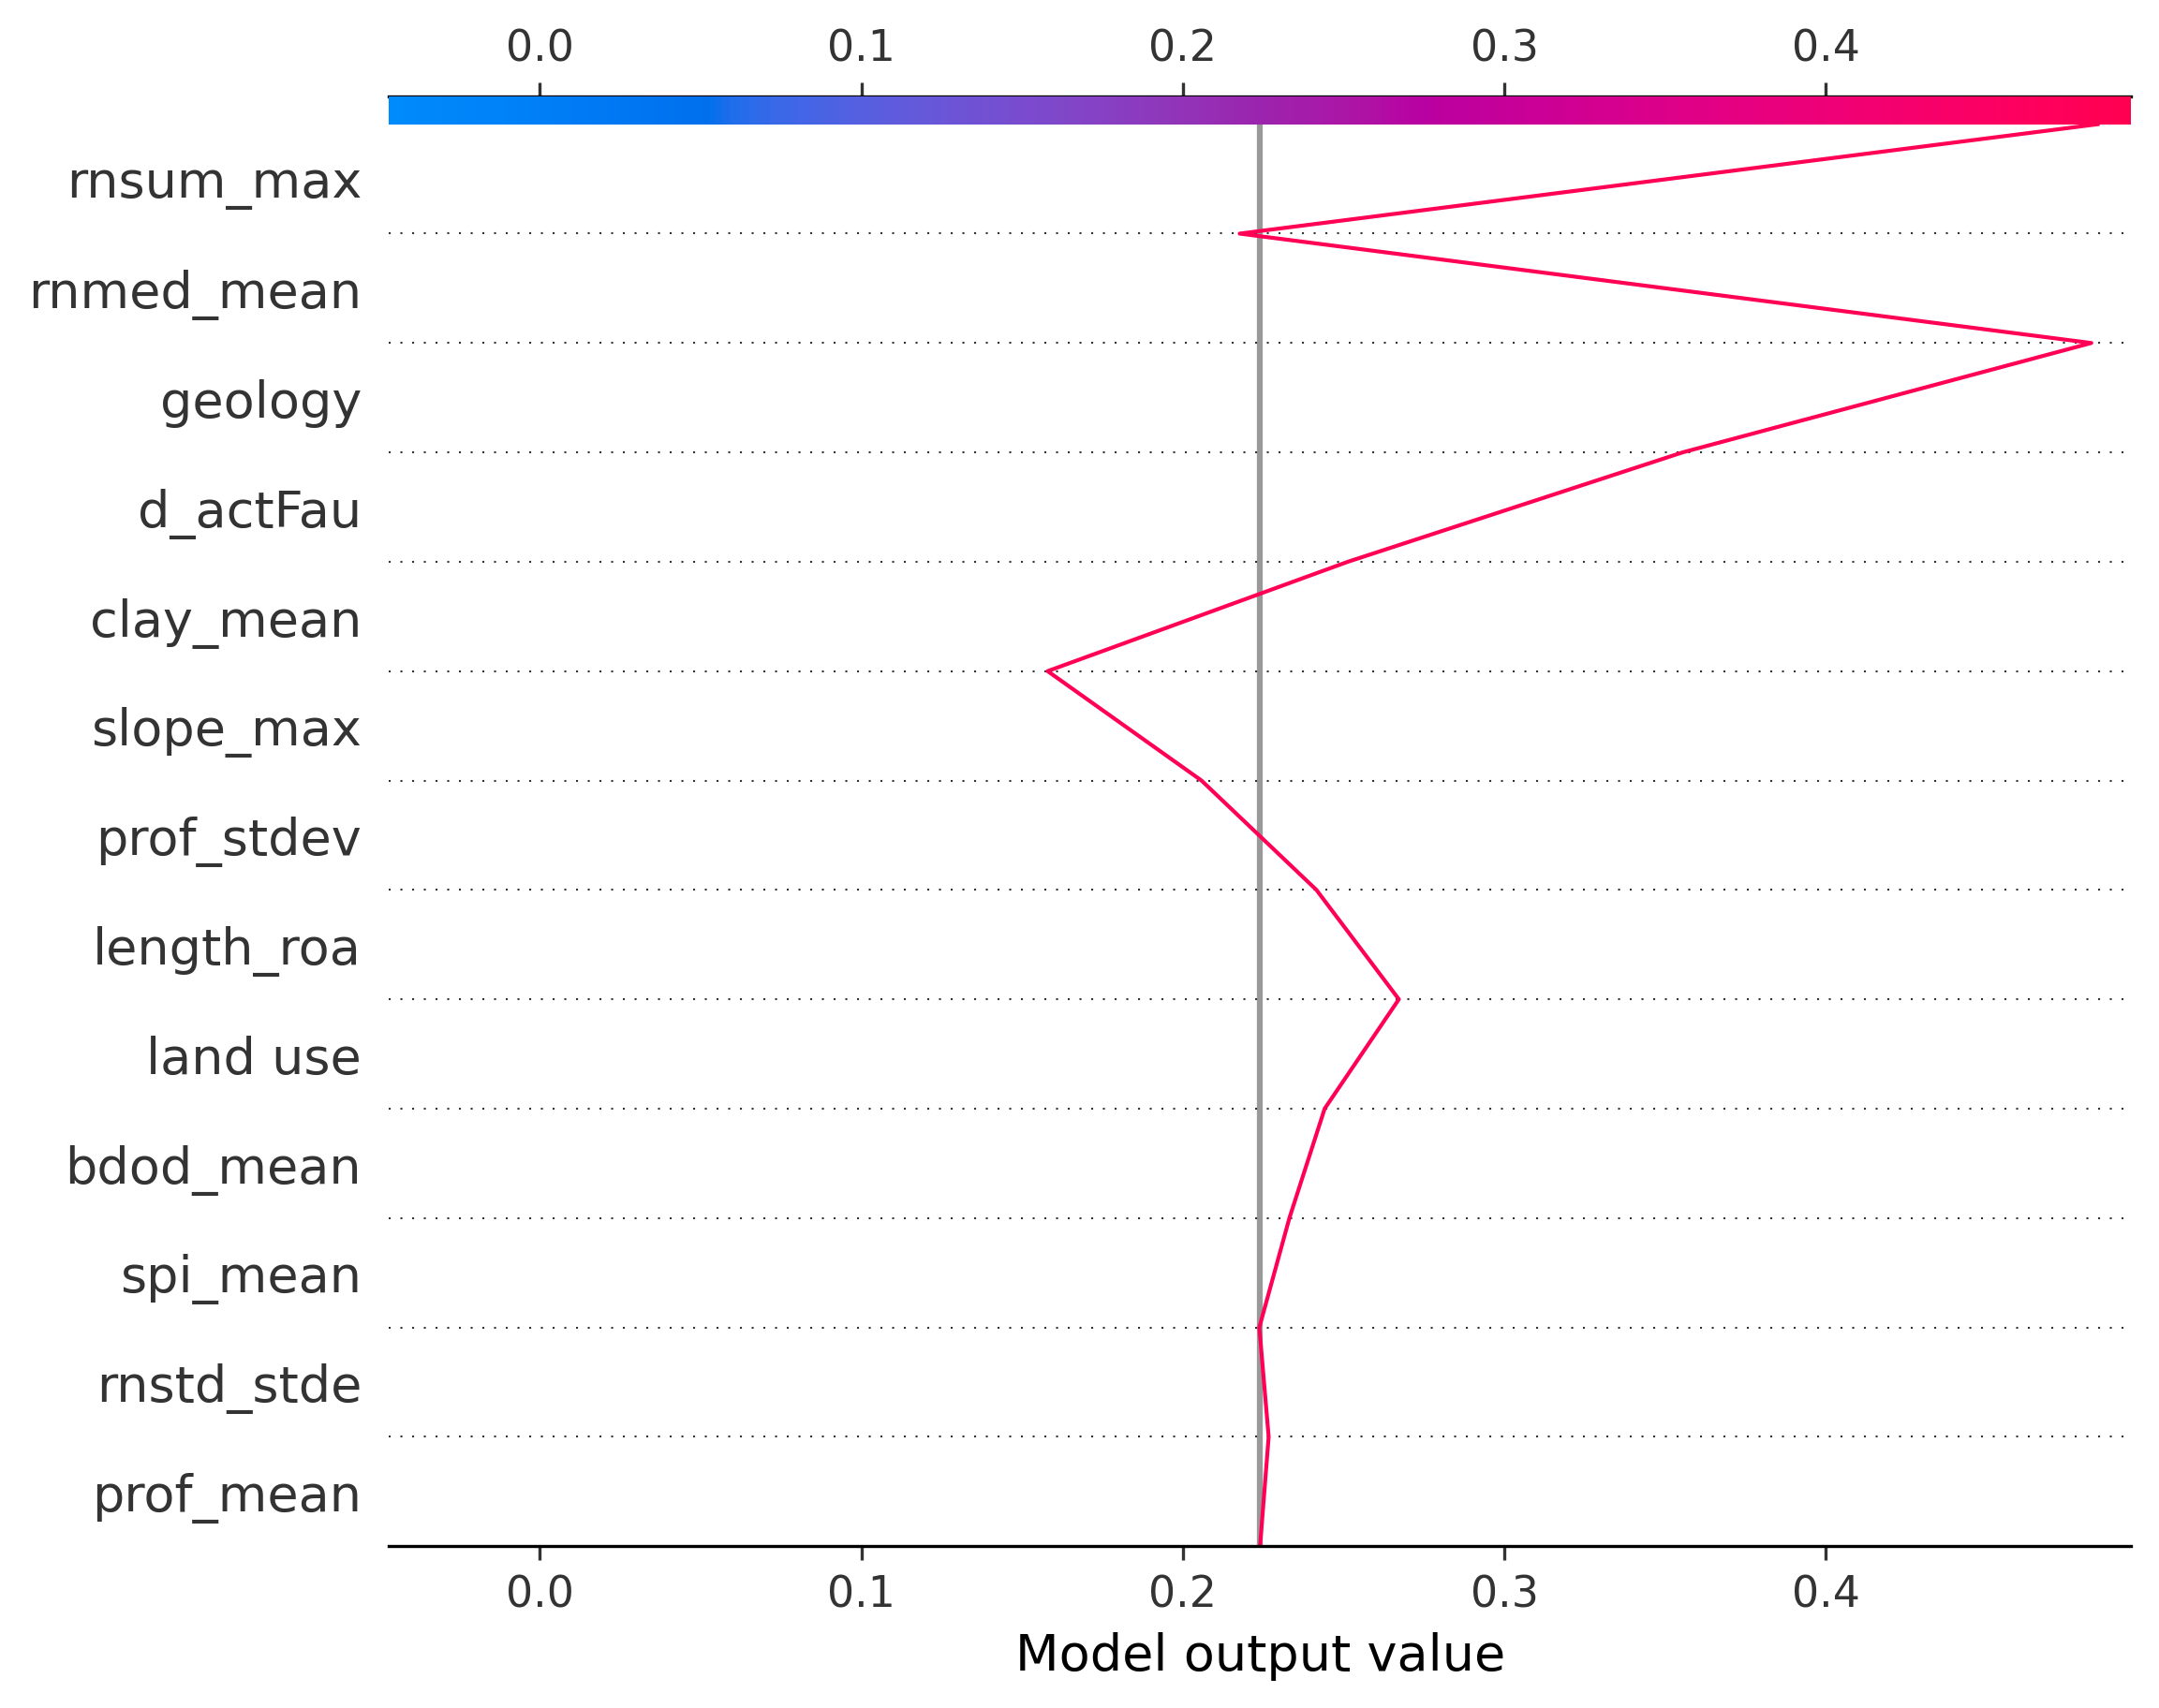 0.0 0.1 0.2 0.3 0.4
rnsum_max
rnmed_mean
geology
d_actFau
clay_mean
slope_max
prof_stdev
length_roa
land use
bdod_mean
spi_mean
rnstd_stde
prof_mean
0.0 0.1 0.2 0.3 0.4
Model output value